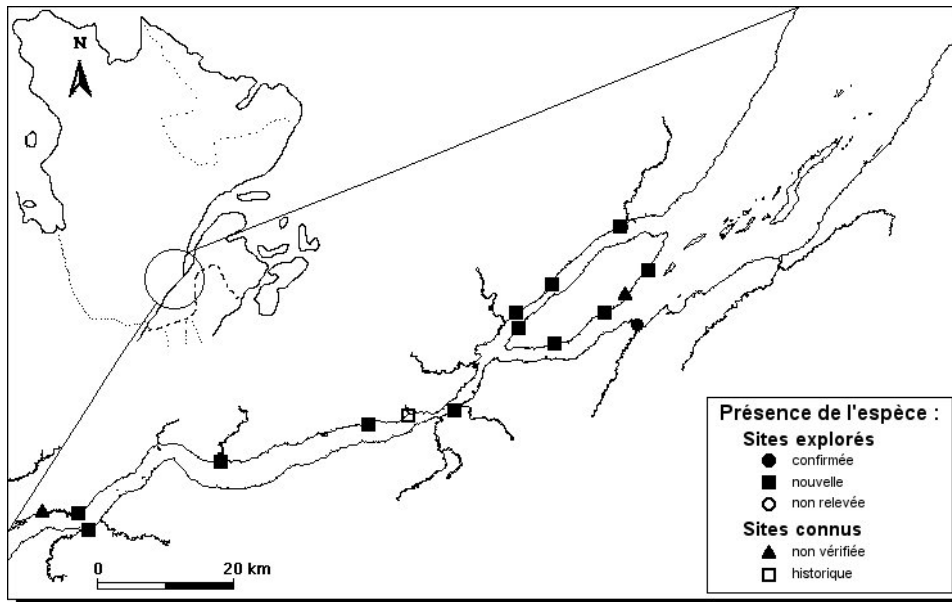 N
0 20 km
Présence de l'espèce :
Sites explorés
confirmée
nouvelle
non relevée
Sites connus
non vérifiée
historique